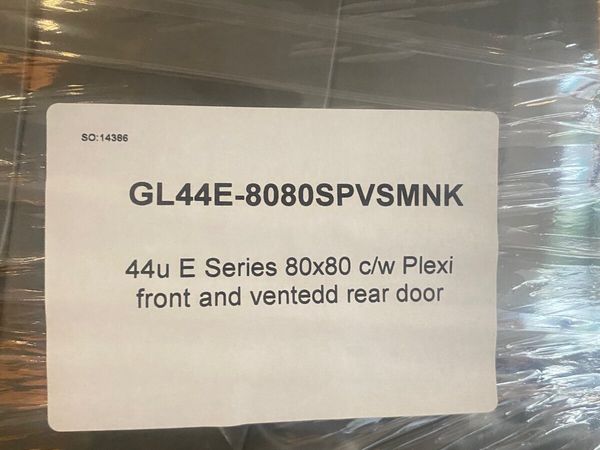 SO:14386
GL44E-8080SPVSMNK
44u E Series 80x80 c/w Plexi
front and ventedd rear door